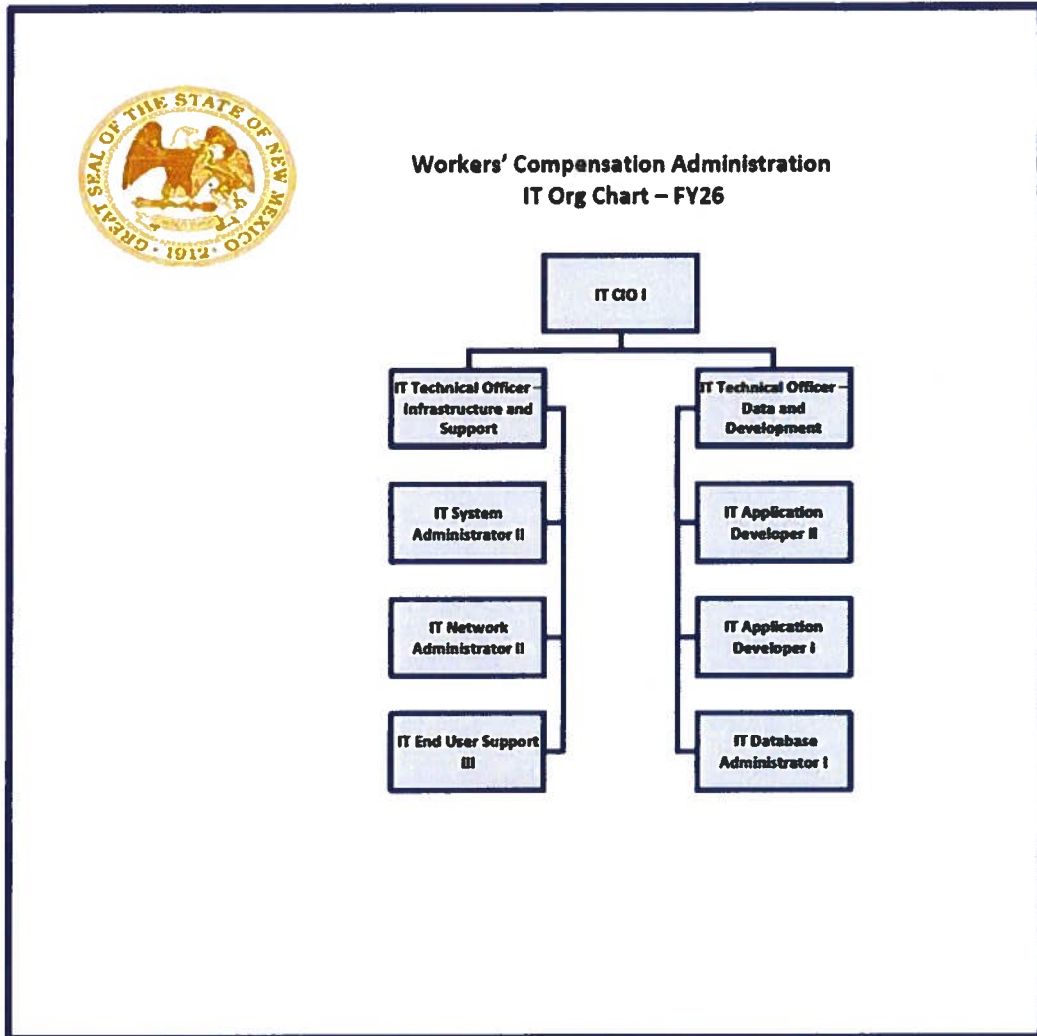 GREAT SEAL OF THE STATE OF NEW MEXICO
· 1912 ·
Workers' Compensation Administration
IT Org Chart – FY26
IT CIO I
IT Technical Officer –
Infrastructure and
Support
IT Technical Officer –
Data and
Development
IT System
Administrator II
IT Application
Developer II
IT Network
Administrator II
IT Application
Developer I
IT End User Support
III
IT Database
Administrator I